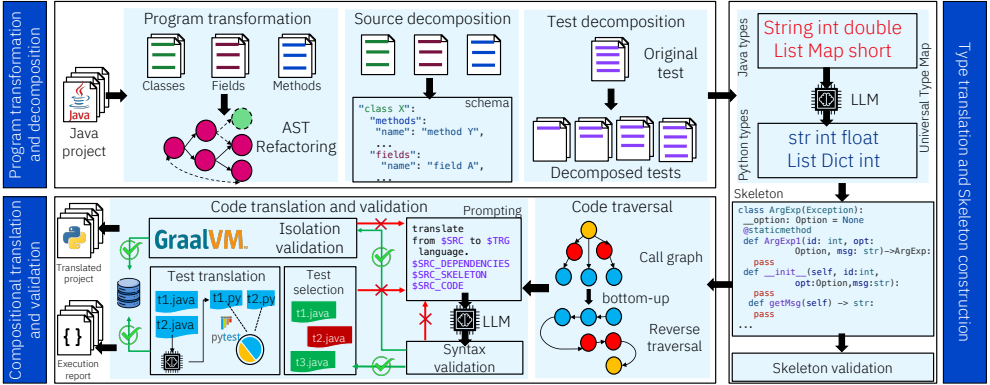 Program transformation
and decomposition
Java
Java
project
Program transformation
Classes
Fields
Methods
AST
Refactoring
Source decomposition
schema
"class X":
"methods":
"name": "method Y",
...
"fields":
"name": "field A",
...
Test decomposition
Original
test
Decomposed tests
Java types
Python types
Universal Type Map
String int double
List Map short
LLM
str int float
List Dict int
Type translation and Skeleton construction
Skeleton
class ArgExp(Exception):
__option: Option = None
@staticmethod
def ArgExp1(id: int, opt:
Option, msg: str)->ArgExp:
pass
def __init__(self, id:int,
opt:Option,msg:str):
pass
def getMsg(self) -> str:
pass
...
Skeleton validation
Compositional translation
and validation
Translated
project
{ }
Execution
report
Code translation and validation
GraalVM
Isolation
validation
Test translation
t1.java
t2.java
t1.py
t2.py
pytest
Test
selection
t1.java
t2.java
t3.java
Prompting
translate
from $SRC to $TRG
language.
$SRC_DEPENDENCIES
$SRC_SKELETON
$SRC_CODE
LLM
Syntax
validation
Code traversal
Call graph
bottom-up
Reverse
traversal